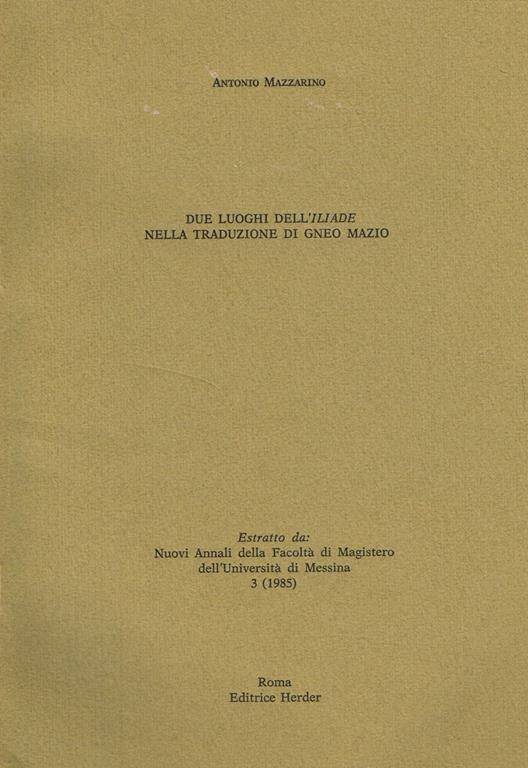 ANTONIO MAZZARINO
DUE LUOGHI DELL'ILIADE
NELLA TRADUZIONE DI GNEO MAZIO
Estratto da:
Nuovi Annali della Facoltà di Magistero
dell'Università di Messina
3 (1985)
Roma
Editrice Herder